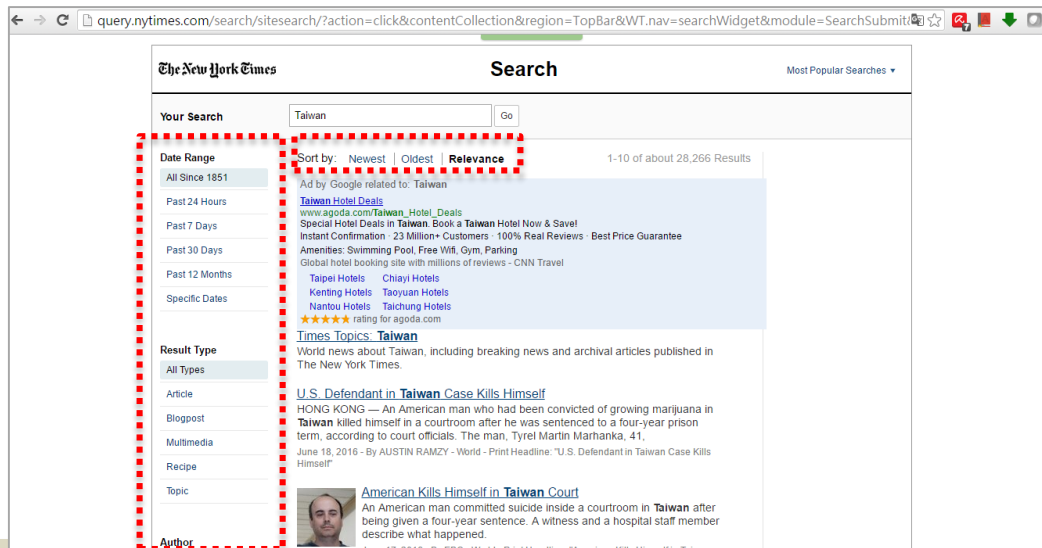 query.nytimes.com/search/sitesearch/?action=click&contentCollection&region=TopBar&WT.nav=searchWidget&module=SearchSubmit
The New York Times
Search
Most Popular Searches
Your Search
Taiwan
Go
Date Range
All Since 1851
Past 24 Hours
Past 7 Days
Past 30 Days
Past 12 Months
Specific Dates
Result Type
All Types
Article
Blogpost
Multimedia
Recipe
Topic
Author
Sort by: Newest | Oldest | Relevance
1-10 of about 28,266 Results
Ad by Google related to: Taiwan
Taiwan Hotel Deals
www.agoda.com/Taiwan_Hotel_Deals
Special Hotel Deals in Taiwan. Book a Taiwan Hotel Now & Save!
Instant Confirmation · 23 Million+ Customers · 100% Real Reviews · Best Price Guarantee
Amenities: Swimming Pool, Free Wifi, Gym, Parking
Global hotel booking site with millions of reviews - CNN Travel
Taipei Hotels Chiayi Hotels
Kenting Hotels Taoyuan Hotels
Nantou Hotels Taichung Hotels
rating for agoda.com
Times Topics: Taiwan
World news about Taiwan, including breaking news and archival articles published in
The New York Times.
U.S. Defendant in Taiwan Case Kills Himself
HONG KONG — An American man who had been convicted of growing marijuana in
Taiwan killed himself in a courtroom after he was sentenced to a four-year prison
term, according to court officials. The man, Tyrel Martin Marhanka, 41,
June 18, 2016 - By AUSTIN RAMZY - World - Print Headline: "U.S. Defendant in Taiwan Case Kills
Himself"
American Kills Himself in Taiwan Court
An American man committed suicide inside a courtroom in Taiwan after
being given a four-year sentence. A witness and a hospital staff member
describe what happened.